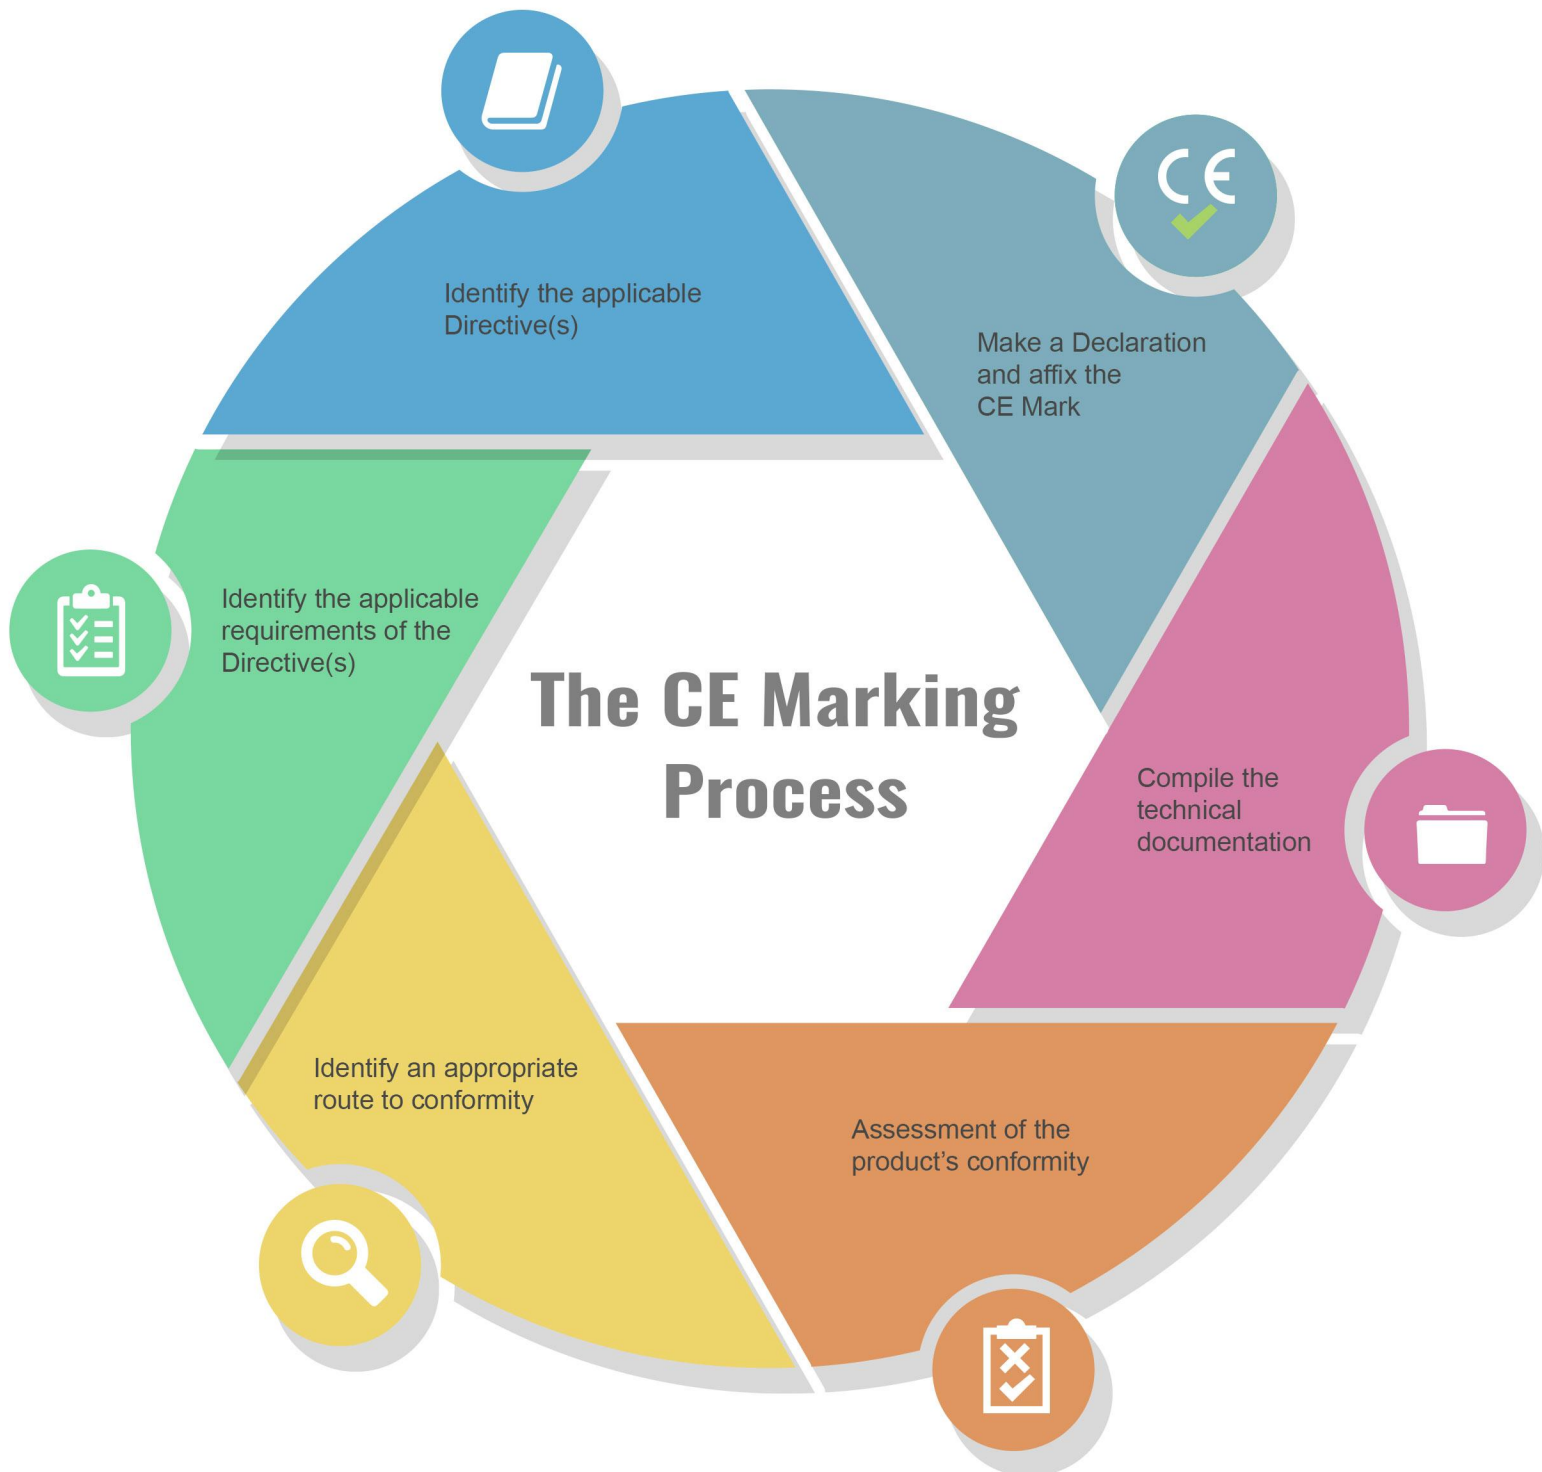 CE
Identify the applicable
Directive(s)
Make a Declaration
and affix the
CE Mark
Identify the applicable
requirements of the
Directive(s)
The CE Marking
Process
Compile the
technical
documentation
Identify an appropriate
route to conformity
Assessment of the
product’s conformity